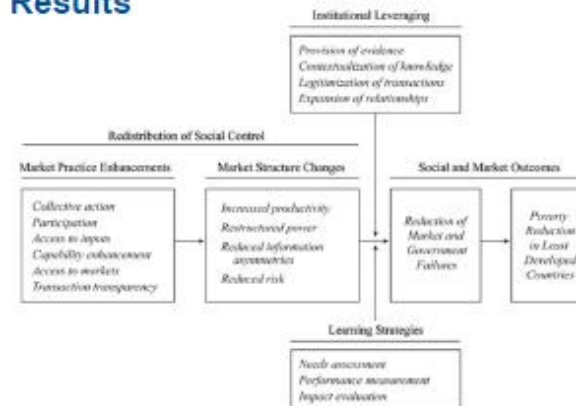 Results
Institutional Leveraging
Provision of evidence
Contextualization of knowledge
Legitimization of transactions
Expansion of relationships
Redistribution of Social Control
Market Practice Enhancements
Market Structure Changes
Social and Market Outcomes
Collective action
Participation
Access to inputs
Capability enhancement
Access to markets
Transaction transparency
Increased productivity
Restructured power
Reduced information
asymmetries
Reduced risk
Reduction of
Market and
Government
Failures
Poverty
Reduction
in Least
Developed
Countries
Learning Strategies
Needs assessment
Performance measurement
Impact evaluation